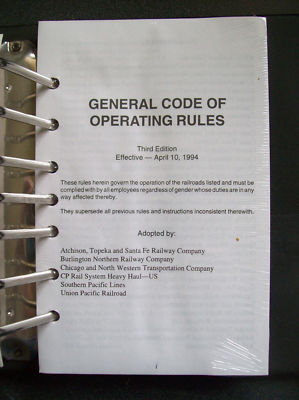 GENERAL CODE OF
OPERATING RULES
Third Edition
Effective — April 10, 1994
These rules herein govern the operation of the railroads listed and must be
complied with by all employees regardless of gender whose duties are in any
way affected thereby.
They supersede all previous rules and instructions inconsistent therewith.
Adopted by:
Atchison, Topeka and Santa Fe Railway Company
Burlington Northern Railway Company
Chicago and North Western Transportation Company
CP Rail System Heavy Haul—US
Southern Pacific Lines
Union Pacific Railroad